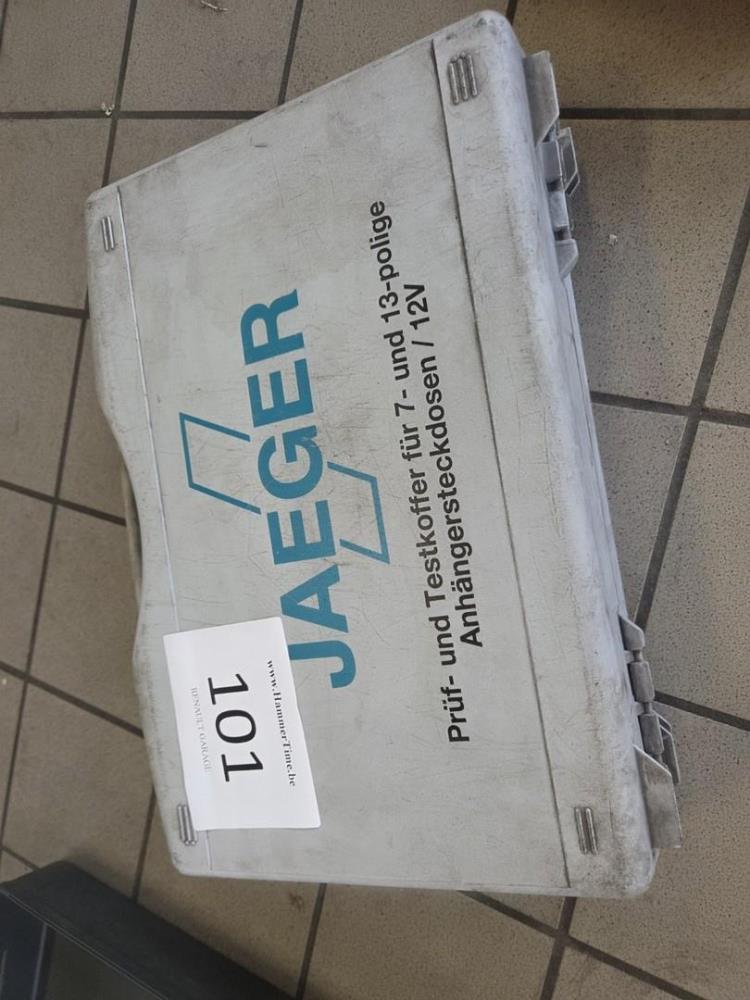 JAEGER
Prüf- und Testkoffer für 7- und 13-polige
Anhängersteckdosen / 12V
www.HammerTime.be
101
RENAULT GARAGE